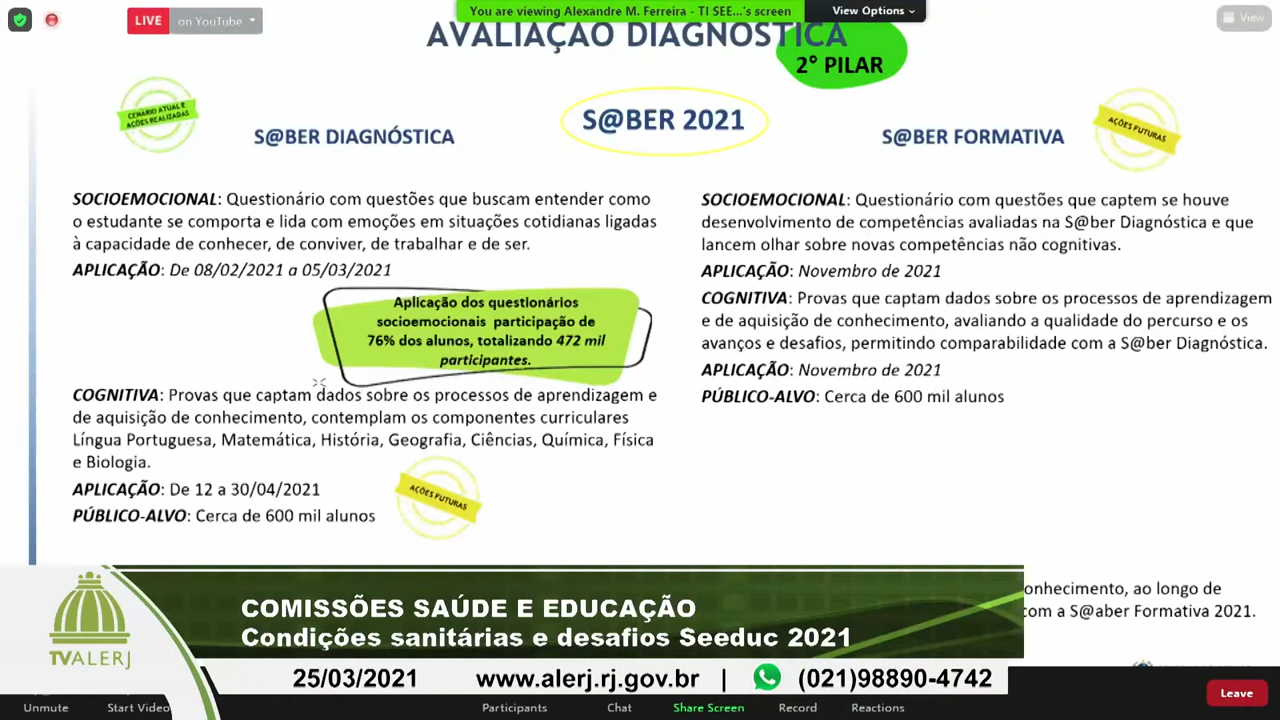 LIVE on YouTube
You are viewing Alexandre M. Ferreira - TI SEE...'s screen
View Options
View
AVALIAÇÃO DIAGNÓSTICA
2° PILAR
CENÁRIO ATUAL E
AÇÕES REALIZADAS
S@BER DIAGNÓSTICA
S@BER 2021
S@BER FORMATIVA
AÇÕES FUTURAS
SOCIOEMOCIONAL: Questionário com questões que buscam entender como
o estudante se comporta e lida com emoções em situações cotidianas ligadas
à capacidade de conhecer, de conviver, de trabalhar e de ser.
APLICAÇÃO: De 08/02/2021 a 05/03/2021
Aplicação dos questionários
socioemocionais participação de
76% dos alunos, totalizando 472 mil
participantes.
COGNITIVA: Provas que captam dados sobre os processos de aprendizagem e
de aquisição de conhecimento, contemplam os componentes curriculares
Língua Portuguesa, Matemática, História, Geografia, Ciências, Química, Física
e Biologia.
APLICAÇÃO: De 12 a 30/04/2021
PÚBLICO-ALVO: Cerca de 600 mil alunos
AÇÕES FUTURAS
SOCIOEMOCIONAL: Questionário com questões que captem se houve
desenvolvimento de competências avaliadas na S@ber Diagnóstica e que
lancem olhar sobre novas competências não cognitivas.
APLICAÇÃO: Novembro de 2021
COGNITIVA: Provas que captam dados sobre os processos de aprendizagem
e de aquisição de conhecimento, avaliando a qualidade do percurso e os
avanços e desafios, permitindo comparabilidade com a S@ber Diagnóstica.
APLICAÇÃO: Novembro de 2021
PÚBLICO-ALVO: Cerca de 600 mil alunos
onhecimento, ao longo de
com a S@aber Formativa 2021.
COMISSÕES SAÚDE E EDUCAÇÃO
Condições sanitárias e desafios Seeduc 2021
TVALERJ
25/03/2021 www.alerj.rj.gov.br | (021)98890-4742
Unmute Start Video Participants Chat Share Screen Record Reactions Leave